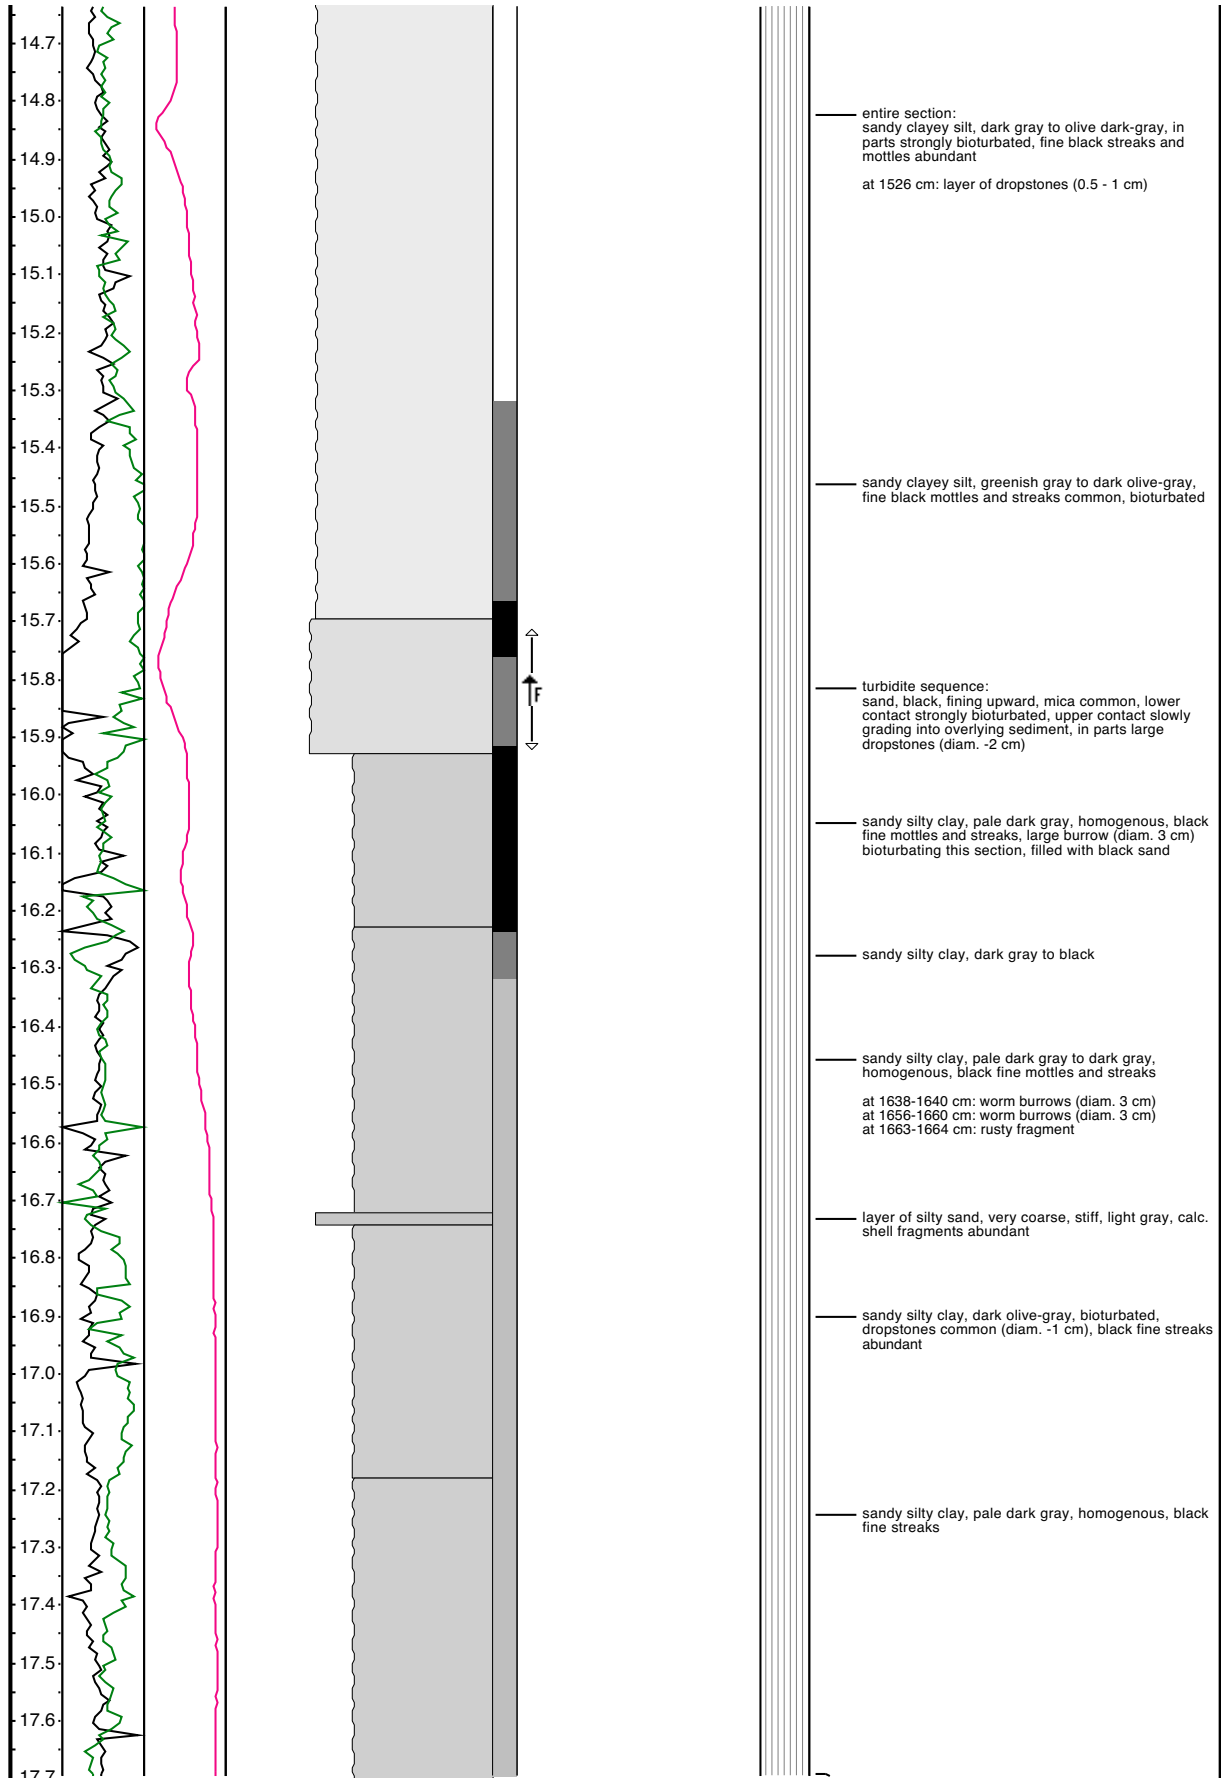 14.7
14.8
entire section:
sandy clayey silt, dark gray to olive dark-gray, in
parts strongly bioturbated, fine black streaks and
mottles abundant
14.9
at 1526 cm: layer of dropstones (0.5 - 1 cm)
15.0
15.1
15.2
15.3
15.4
sandy clayey silt, greenish gray to dark olive-gray,
fine black mottles and streaks common, bioturbated
15.5
15.6
15.7
15.8
F
turbidite sequence:
sand, black, fining upward, mica common, lower
contact strongly bioturbated, upper contact slowly
grading into overlying sediment, in parts large
dropstones (diam. -2 cm)
15.9
16.0
sandy silty clay, pale dark gray, homogenous, black
fine mottles and streaks, large burrow (diam. 3 cm)
bioturbating this section, filled with black sand
16.1
16.2
sandy silty clay, dark gray to black
16.3
16.4
sandy silty clay, pale dark gray to dark gray,
homogenous, black fine mottles and streaks
16.5
at 1638-1640 cm: worm burrows (diam. 3 cm)
at 1656-1660 cm: worm burrows (diam. 3 cm)
at 1663-1664 cm: rusty fragment
16.6
16.7
layer of silty sand, very coarse, stiff, light gray, calc.
shell fragments abundant
16.8
16.9
sandy silty clay, dark olive-gray, bioturbated,
dropstones common (diam. -1 cm), black fine streaks
abundant
17.0
17.1
17.2
sandy silty clay, pale dark gray, homogenous, black
fine streaks
17.3
17.4
17.5
17.6
17.7